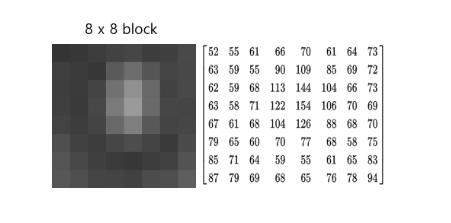 8 x 8 block
52 55 61 66 70 61 64 73
63 59 55 90 109 85 69 72
62 59 68 113 144 104 66 73
63 58 71 122 154 106 70 69
67 61 68 104 126 88 68 70
79 65 60 70 77 68 58 75
85 71 64 59 55 61 65 83
87 79 69 68 65 76 78 94